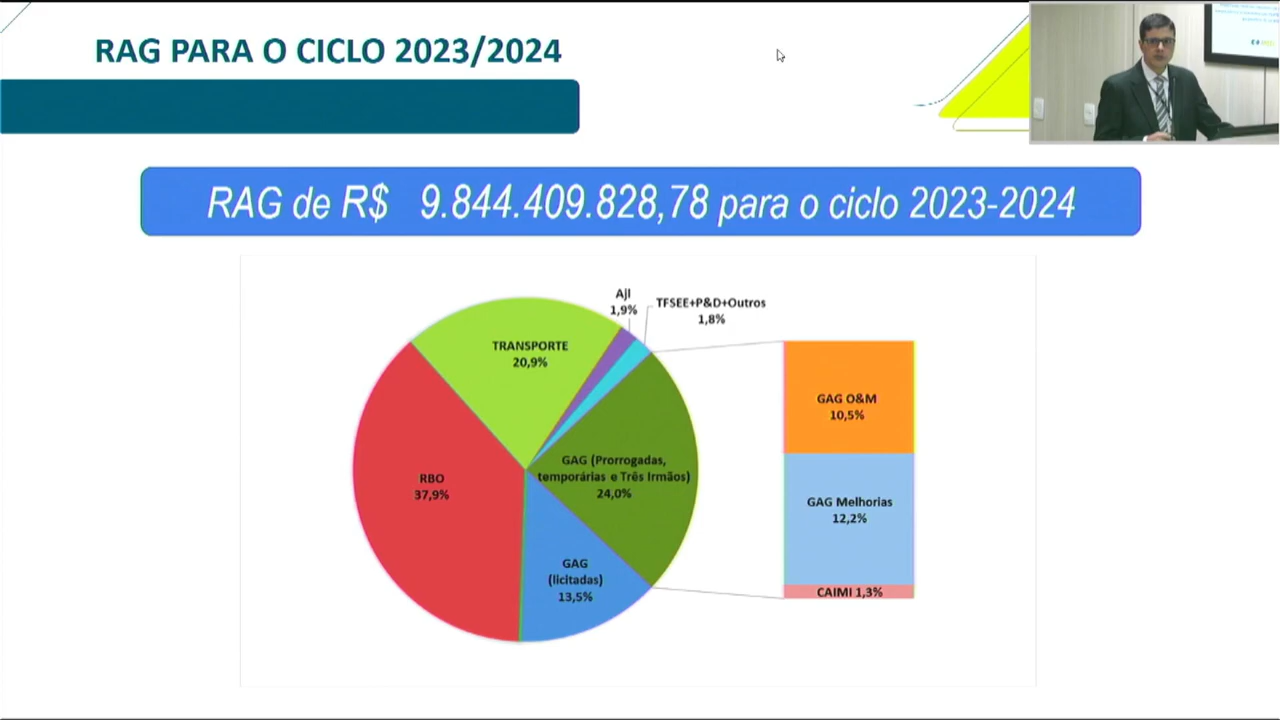 RAG PARA O CICLO 2023/2024
RAG de R$ 9.844.409.828,78 para o ciclo 2023-2024
AjI
1,9%
TFSEE+P&D+Outros
1,8%
TRANSPORTE
20,9%
GAG (Prorrogadas,
temporárias e Três Irmãos)
24,0%
RBO
37,9%
GAG
(licitadas)
13,5%
GAG O&M
10,5%
GAG Melhorias
12,2%
CAIMI 1,3%